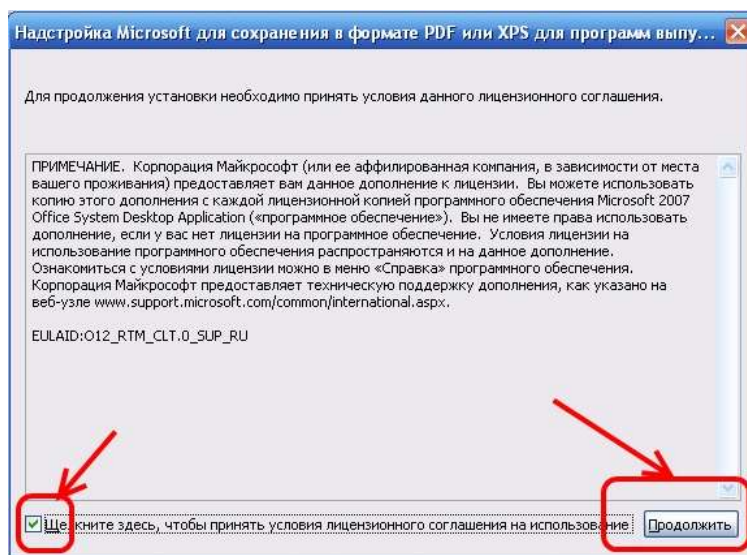 Надстройка Microsoft для сохранения в формате PDF или XPS для программ выпу...
Для продолжения установки необходимо принять условия данного лицензионного соглашения.
ПРИМЕЧАНИЕ. Корпорация Майкрософт (или ее аффилированная компания, в зависимости от места
вашего проживания) предоставляет вам данное дополнение к лицензии. Вы можете использовать
копию этого дополнения с каждой лицензионной копией программного обеспечения Microsoft 2007
Office System Desktop Application («программное обеспечение»). Вы не имеете права использовать
дополнение, если у вас нет лицензии на программное обеспечение. Условия лицензии на
использование программного обеспечения распространяются и на данное дополнение.
Ознакомиться с условиями лицензии можно в меню «Справка» программного обеспечения.
Корпорация Майкрософт предоставляет техническую поддержку дополнения, как указано на
веб-узле www.support.microsoft.com/common/international.aspx.
EULAID:O12_RTM_CLT.0_SUP_RU
Щелкните здесь, чтобы принять условия лицензионного соглашения на использование
Продолжить